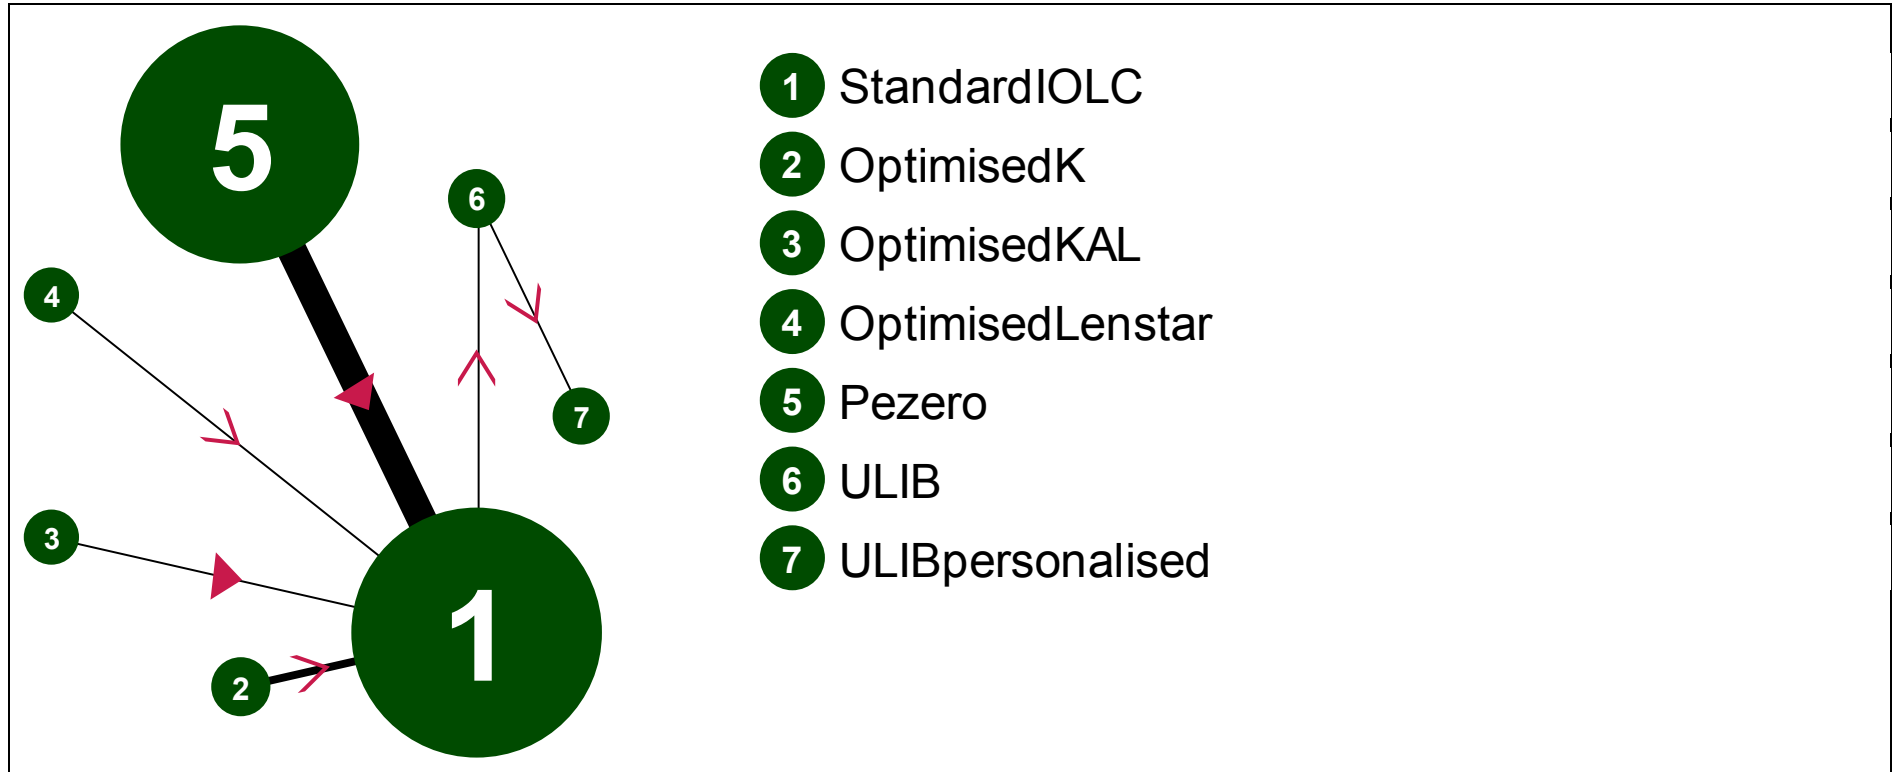 5
6
4
7
3
1
2
1 StandardIOLC
2 OptimisedK
3 OptimisedKAL
4 OptimisedLenstar
5 Pezero
6 ULIB
7 ULIBpersonalised